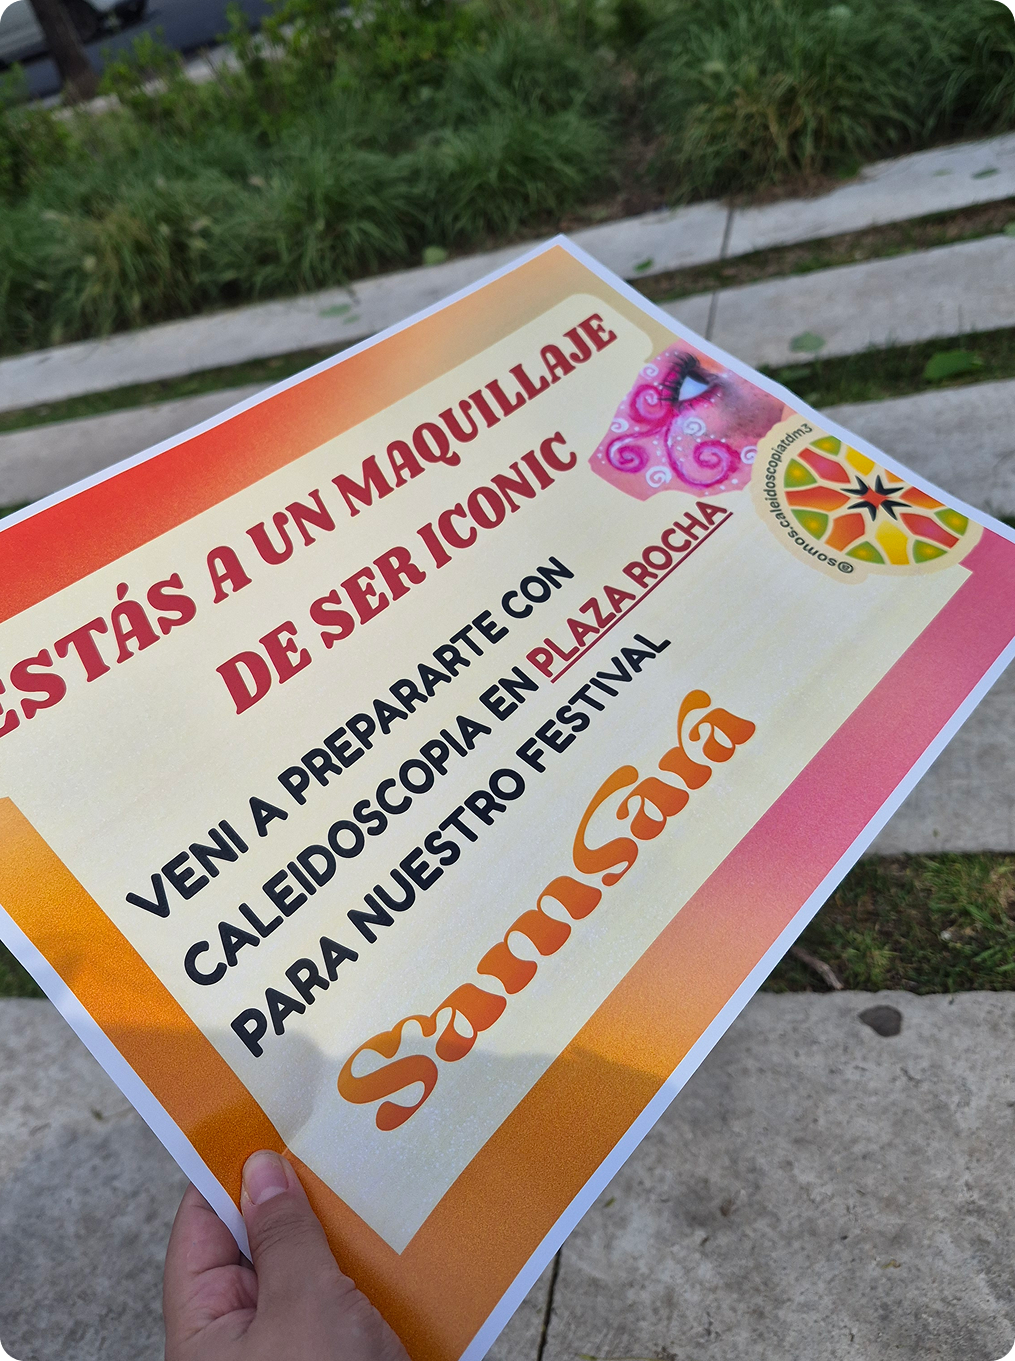 ESTÁS A UN MAQUILLAJE
DE SER ICONIC
VENI A PREPARARTE CON
CALEIDOSCOPIA EN PLAZA ROCHA
PARA NUESTRO FESTIVAL
Samsara
@somos.caleidoscopiatdm3